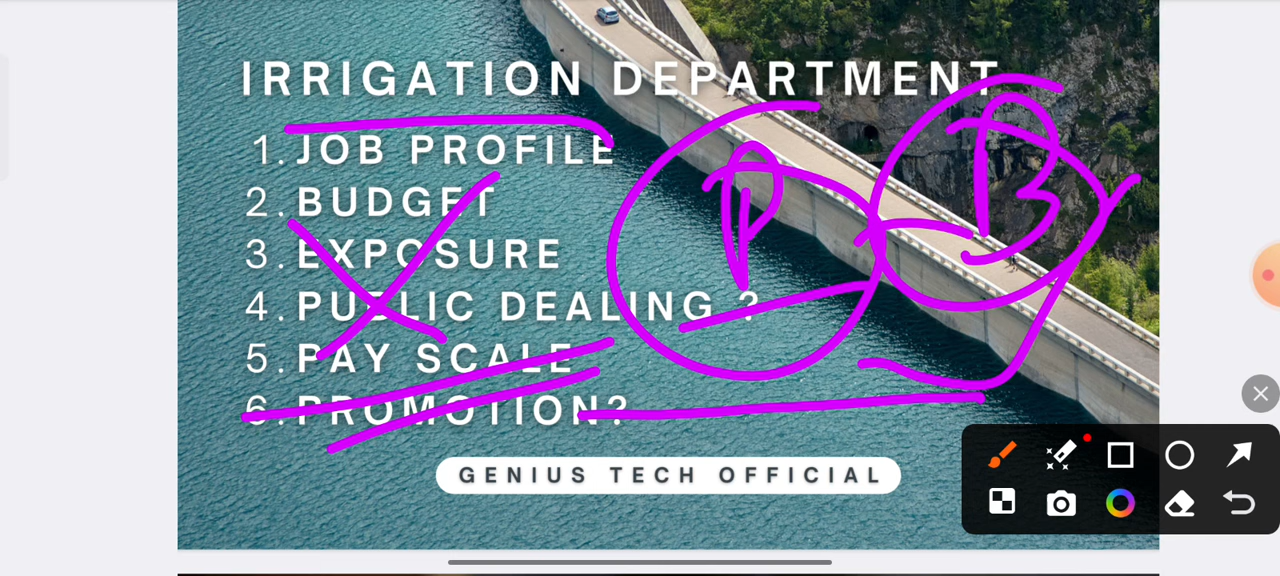 IRRIGATION DEPARTMENT
1. JOB PROFILE
2. BUDGET
3. EXPOSURE
4. PUBLIC DEALING ?
5. PAY SCALE
6. PROMOTION?
P
B
GENIUS TECH OFFICIAL